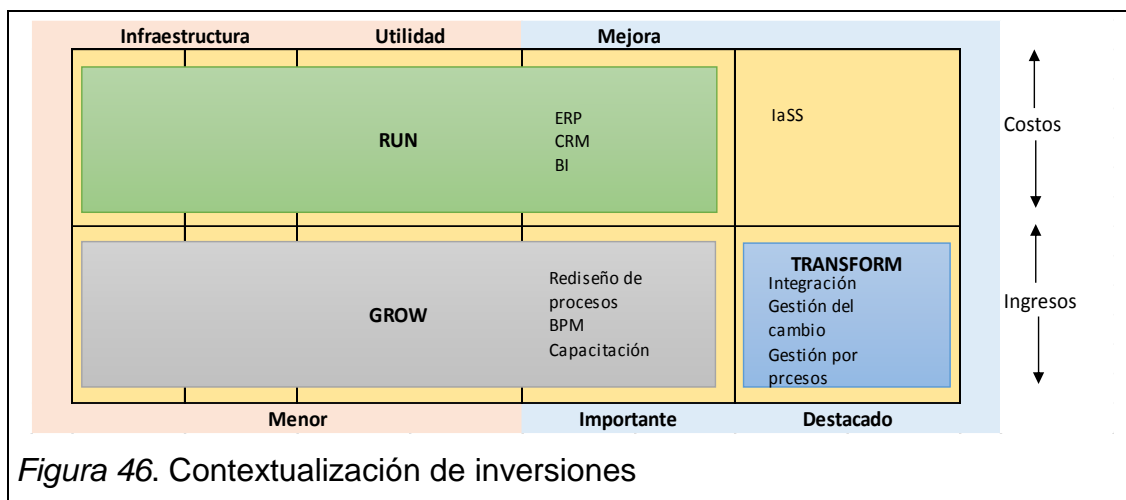 Infraestructura Utilidad Mejora
RUN
ERP
CRM
BI
IaSS
Costos
GROW
Rediseño de
procesos
BPM
Capacitación
TRANSFORM
Integración
Gestión del
cambio
Gestión por
prcesos
Ingresos
Menor Importante Destacado
Figura 46. Contextualización de inversiones